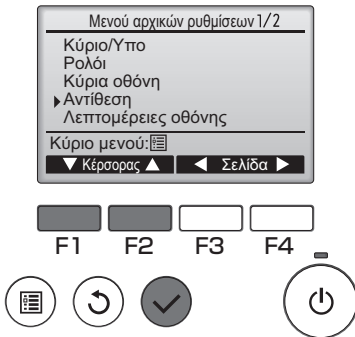 Μενού αρχικών ρυθμίσεων 1/2
Κύριο/Υπο
Ρολόι
Κύρια οθόνη
Αντίθεση
Λεπτομέρειες οθόνης
Κύριο μενού:
Κέρσορας Σελίδα
F1 F2 F3 F4